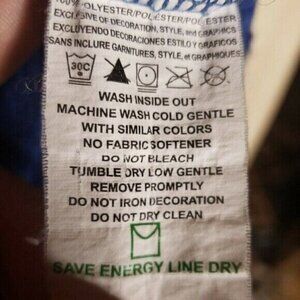 100% POLYESTER/POLIÉSTER/POLYESTER
EXCLUSIVE OF DECORATION, STYLE, and GRAPHICS
EXCLUYENDO DECORACIONES ESTILO Y GRAFICOS
SANS INCLURE GARNITURES, STYLE, et GRAPHIQUES
30C
WASH INSIDE OUT
MACHINE WASH COLD GENTLE
WITH SIMILAR COLORS
NO FABRIC SOFTENER
DO NOT BLEACH
TUMBLE DRY LOW GENTLE
REMOVE PROMPTLY
DO NOT IRON DECORATION
DO NOT DRY CLEAN
SAVE ENERGY LINE DRY